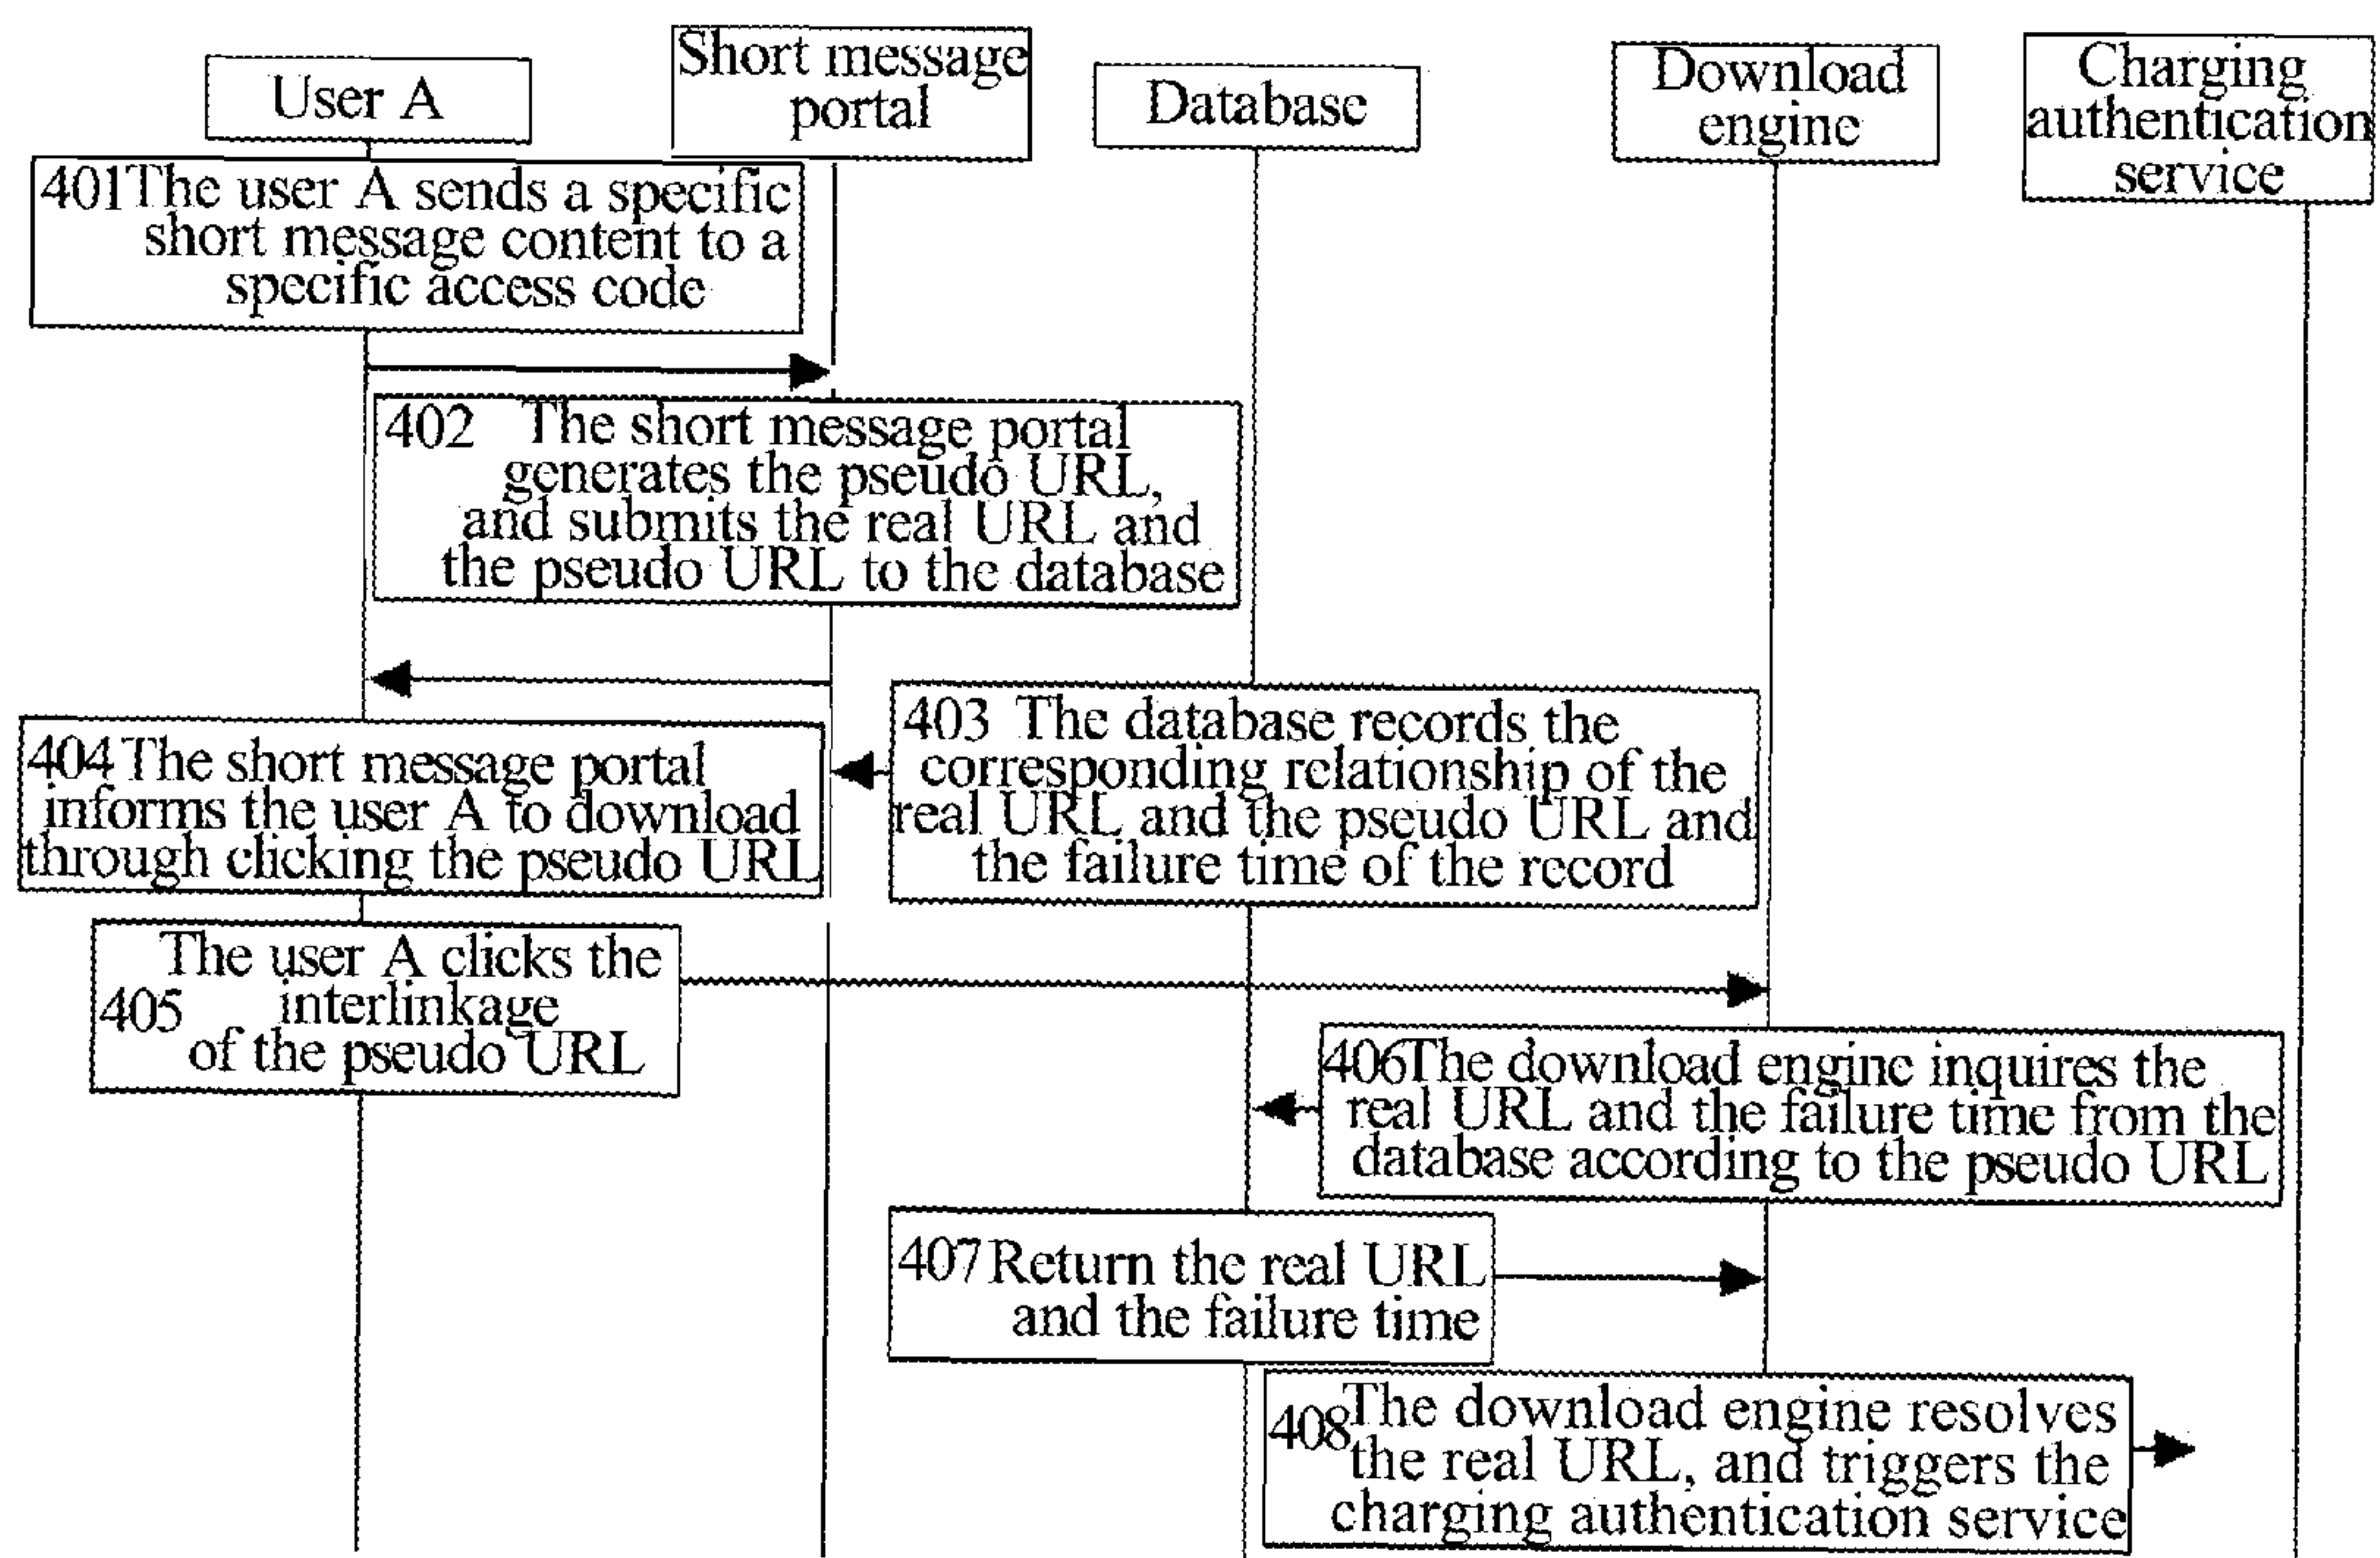 User A
Short message
portal
Database
Download
engine
Charging
authentication
service
401The user A sends a specific
short message content to a
specific access code
402 The short message portal
generates the pseudo URL,
and submits the real URL and
the pseudo URL to the database
403 The database records the
corresponding relationship of the
real URL and the pseudo URL and
the failure time of the record
404 The short message portal
informs the user A to download
through clicking the pseudo URL
The user A clicks the
405 interlinkage
of the pseudo URL
406The download engine inquires the
real URL and the failure time from the
database according to the pseudo URL
407 Return the real URL
and the failure time
408 The download engine resolves
the real URL, and triggers the
charging authentication service